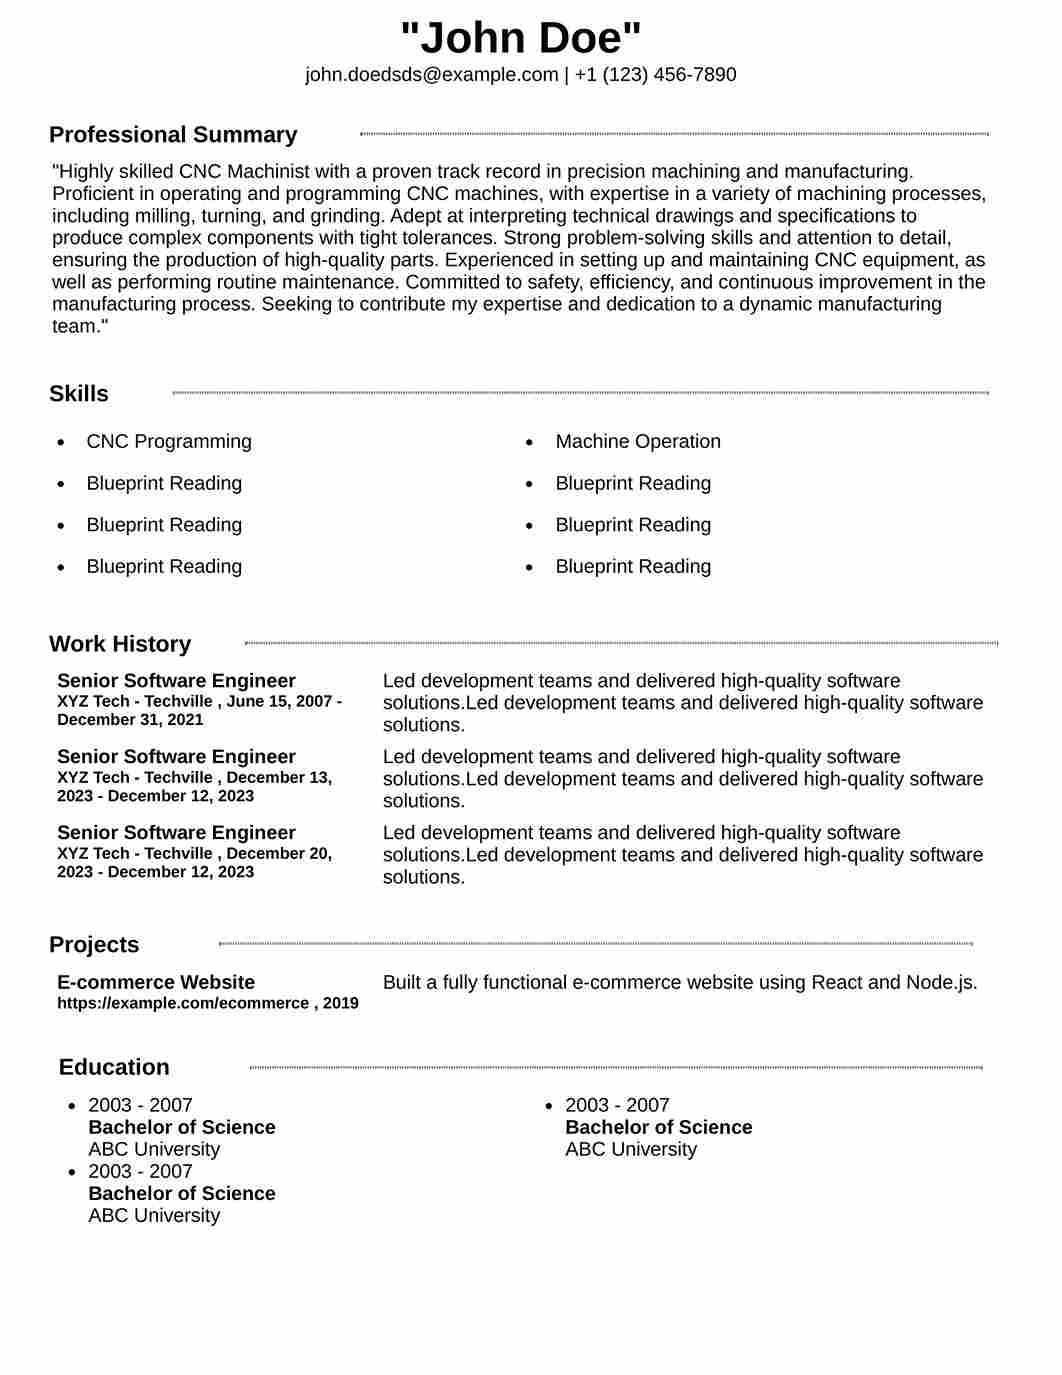 "John Doe"
john.doedsds@example.com | +1 (123) 456-7890
Professional Summary
"Highly skilled CNC Machinist with a proven track record in precision machining and manufacturing.
Proficient in operating and programming CNC machines, with expertise in a variety of machining processes,
including milling, turning, and grinding. Adept at interpreting technical drawings and specifications to
produce complex components with tight tolerances. Strong problem-solving skills and attention to detail,
ensuring the production of high-quality parts. Experienced in setting up and maintaining CNC equipment, as
well as performing routine maintenance. Committed to safety, efficiency, and continuous improvement in the
manufacturing process. Seeking to contribute my expertise and dedication to a dynamic manufacturing
team."
Skills
• CNC Programming
• Machine Operation
• Blueprint Reading
• Blueprint Reading
• Blueprint Reading
• Blueprint Reading
• Blueprint Reading
• Blueprint Reading
Work History
Senior Software Engineer
XYZ Tech - Techville , June 15, 2007 -
December 31, 2021
Led development teams and delivered high-quality software
solutions.Led development teams and delivered high-quality software
solutions.
Senior Software Engineer
XYZ Tech - Techville , December 13,
2023 - December 12, 2023
Led development teams and delivered high-quality software
solutions.Led development teams and delivered high-quality software
solutions.
Senior Software Engineer
XYZ Tech - Techville , December 20,
2023 - December 12, 2023
Led development teams and delivered high-quality software
solutions.Led development teams and delivered high-quality software
solutions.
Projects
E-commerce Website
https://example.com/ecommerce , 2019
Built a fully functional e-commerce website using React and Node.js.
Education
• 2003 - 2007
Bachelor of Science
ABC University
• 2003 - 2007
Bachelor of Science
ABC University
• 2003 - 2007
Bachelor of Science
ABC University